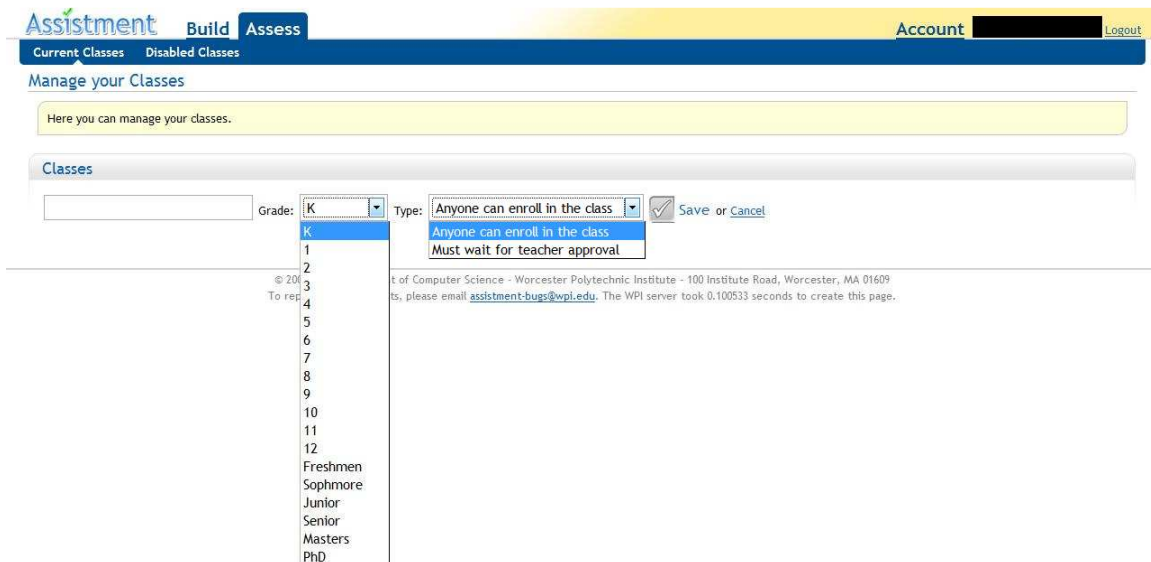 Assistment Build Assess Account Logout
Current Classes Disabled Classes
Manage your Classes
Here you can manage your classes.
Classes
Grade: K Type: Anyone can enroll in the class Save or Cancel
K
Anyone can enroll in the class
1
Must wait for teacher approval
2
© 20 t of Computer Science - Worcester Polytechnic Institute - 100 Institute Road, Worcester, MA 01609
3
To rep ts, please email assistment-bugs@wpi.edu. The WPI server took 0.100533 seconds to create this page.
4
5
6
7
8
9
10
11
12
Freshmen
Sophmore
Junior
Senior
Masters
PhD